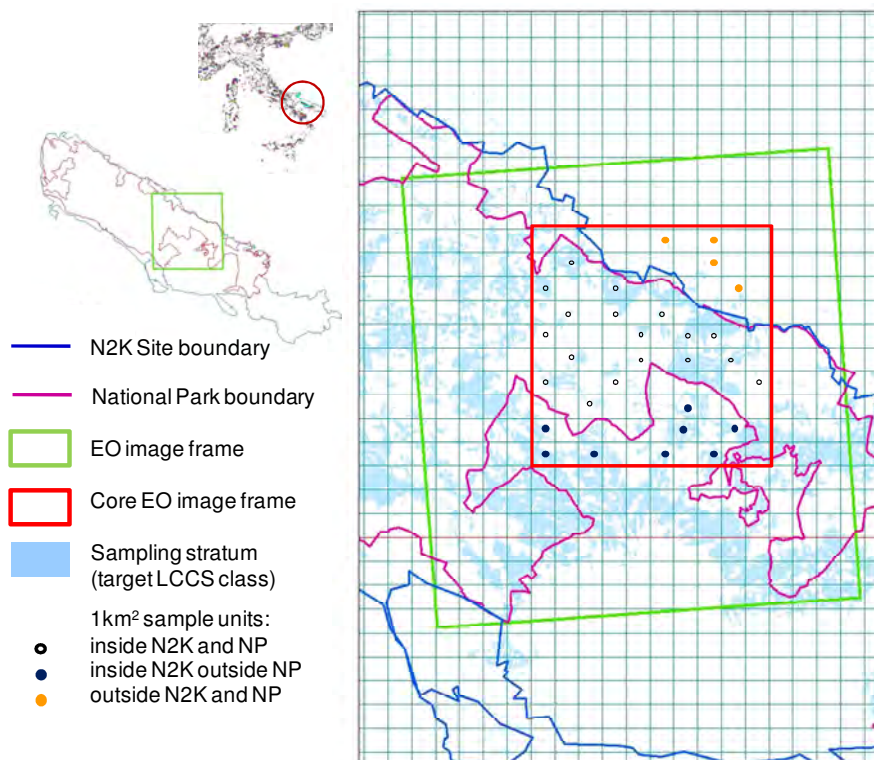 N2K Site boundary
National Park boundary
EO image frame
Core EO image frame
Sampling stratum
(target LCCS class)
1km² sample units:
inside N2K and NP
inside N2K outside NP
outside N2K and NP